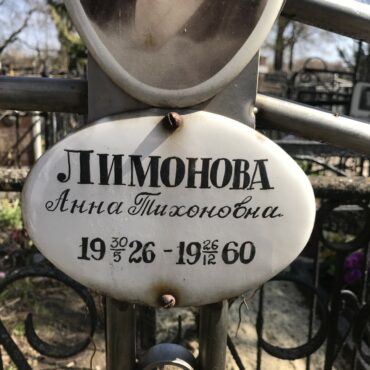 ЛИМОНОВА
Анна Тихоновна.
19 30/5 26 - 19 26/12 60